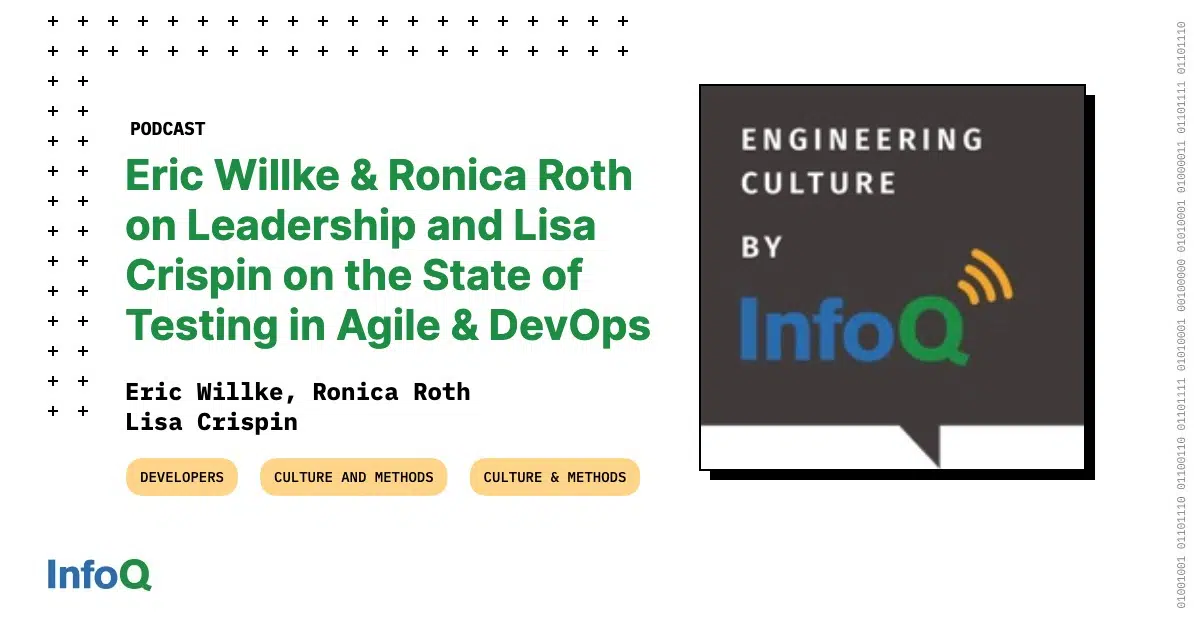 PODCAST
Eric Willke & Ronica Roth
on Leadership and Lisa
Crispin on the State of
Testing in Agile & DevOps
Eric Willke, Ronica Roth
Lisa Crispin
DEVELOPERS
CULTURE AND METHODS
CULTURE & METHODS
InfoQ
ENGINEERING
CULTURE
BY
InfoQ
01001001 01101110 01100110 01101111 01010001 00100000 01010001 01000011 01101111 01101110